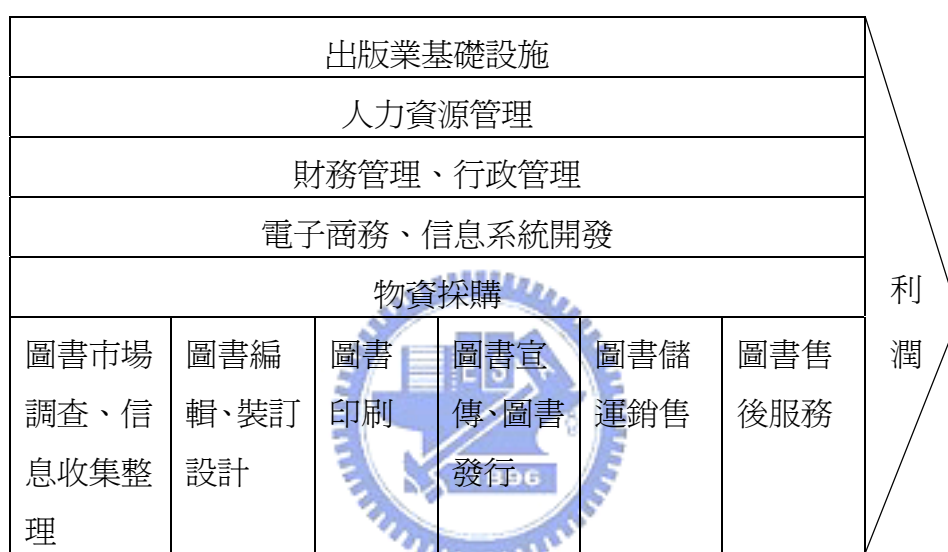 出版業基礎設施
人力資源管理
財務管理、行政管理
電子商務、信息系統開發
物資採購
圖書市場
調查、信
息收集整
理
圖書編
輯、裝訂
設計
圖書
印刷
圖書宣
傳、圖書
發行
圖書儲
運銷售
圖書售
後服務
利
潤
1896